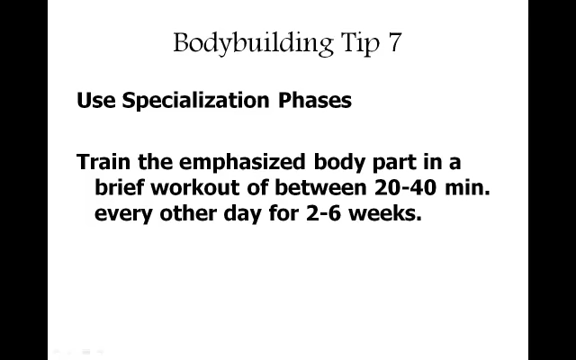 Bodybuilding Tip 7
Use Specialization Phases
Train the emphasized body part in a
brief workout of between 20-40 min.
every other day for 2-6 weeks.